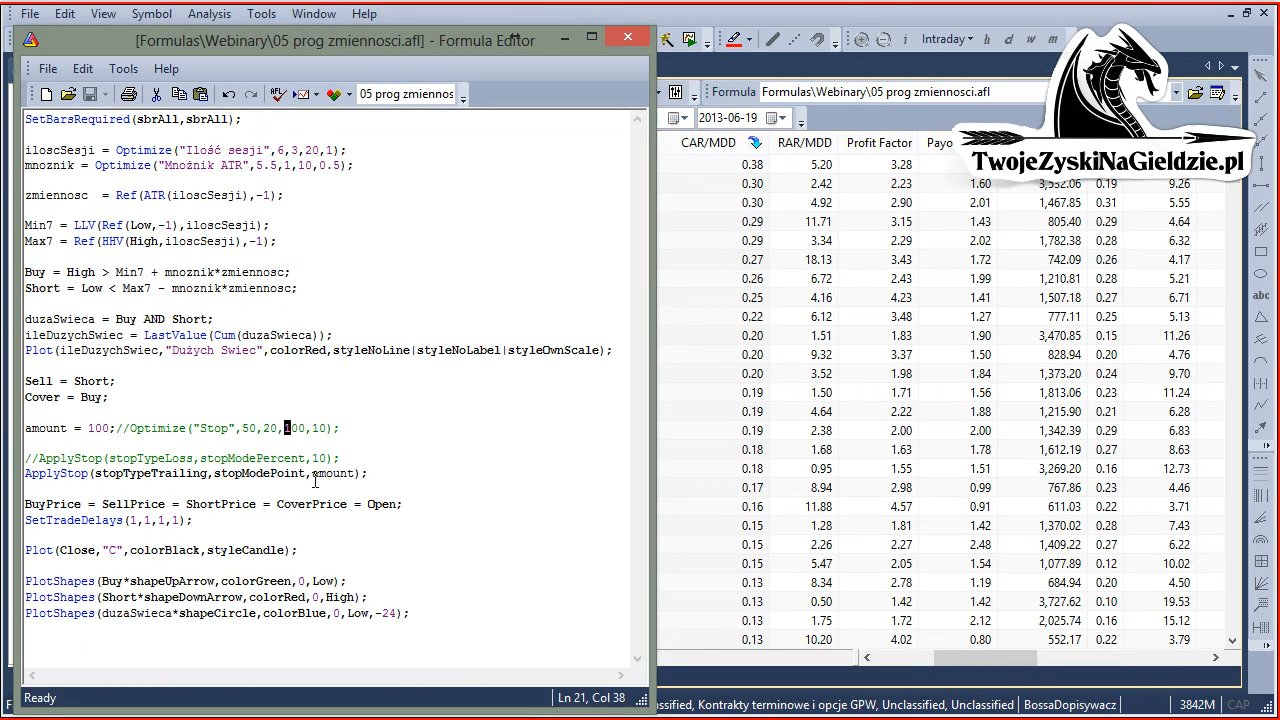 File Edit View Symbol Analysis Tools Window Help
[Formulas\Webinary\05 prog zmiennosci.afl] - Formula Editor
File Edit Tools Help
05 prog zmiennos
SetBarsRequired(sbrAll,sbrAll);
iloscSesji = Optimize("Ilość sesji",6,3,20,1);
mnoznik = Optimize("Mnożnik ATR",5.5,1,10,0.5);
zmiennosc = Ref(ATR(iloscSesji),-1);
Min7 = LLV(Ref(Low,-1),iloscSesji);
Max7 = Ref(HHV(High,iloscSesji),-1);
Buy = High > Min7 + mnoznik*zmiennosc;
Short = Low < Max7 - mnoznik*zmiennosc;
duzaSwieca = Buy AND Short;
ileDuzychSwiec = LastValue(Cum(duzaSwieca));
Plot(ileDuzychSwiec,"Dużych Swiec",colorRed,styleNoLine|styleNoLabel|styleOwnScale);
Sell = Short;
Cover = Buy;
amount = 100;//Optimize("Stop",50,20,100,10);
//ApplyStop(stopTypeLoss,stopModePercent,10);
ApplyStop(stopTypeTrailing,stopModePoint,amount);
BuyPrice = SellPrice = ShortPrice = CoverPrice = Open;
SetTradeDelays(1,1,1,1);
Plot(Close,"C",colorBlack,styleCandle);
PlotShapes(Buy*shapeUpArrow,colorGreen,0,Low);
PlotShapes(Short*shapeDownArrow,colorRed,0,High);
PlotShapes(duzaSwieca*shapeCircle,colorBlue,0,Low,-24);
Ready Ln 21, Col 38
Intraday h d w m
Formula Formulas\Webinary\05 prog zmiennosci.afl
2013-06-19
TwojeZyskiNaGieldzie.pl
CAR/MDD RAR/MDD Profit Factor Payo
0.38 5.20 3.28
0.30 2.42 2.23 1.60 3,532.06 0.19 9.26
0.30 4.92 2.90 2.01 1,467.85 0.31 5.55
0.29 11.71 3.15 1.43 805.40 0.29 4.64
0.29 3.34 2.29 2.02 1,782.38 0.28 6.32
0.27 18.13 3.43 1.72 742.09 0.26 4.17
0.26 6.72 2.43 1.99 1,210.81 0.28 5.21
0.25 4.16 4.23 1.41 1,507.18 0.27 6.71
0.22 6.12 3.48 1.27 777.11 0.25 5.13
0.20 1.51 1.83 1.90 3,470.85 0.15 11.26
0.20 9.32 3.37 1.50 828.94 0.20 4.76
0.20 3.52 1.98 1.84 1,373.20 0.24 9.70
0.19 1.50 1.71 1.56 1,813.06 0.23 11.24
0.19 4.64 2.22 1.88 1,215.90 0.21 6.28
0.19 2.33 2.06 1.99 1,342.39 0.21 6.83
0.18 1.68 1.63 1.78 1,612.19 0.27 8.63
0.18 0.95 1.55 1.51 3,269.20 0.16 12.73
0.17 8.94 2.98 0.99 767.86 0.23 4.46
0.16 11.88 4.57 0.91 611.03 0.22 3.71
0.15 1.28 1.81 1.42 1,370.02 0.28 7.43
0.15 2.26 2.27 2.48 1,409.22 0.27 6.22
0.15 5.47 2.05 1.54 1,077.89 0.12 10.02
0.13 8.34 2.78 1.19 684.94 0.20 4.50
0.13 0.50 1.42 1.42 3,727.62 0.10 19.53
0.13 1.75 1.72 2.12 2,025.74 0.16 15.12
0.13 10.20 4.02 0.80 552.17 0.22 3.79
ssified, Kontrakty terminowe i opcje GPW, Unclassified, Unclassified BossaDopisywacz 3842M CAP